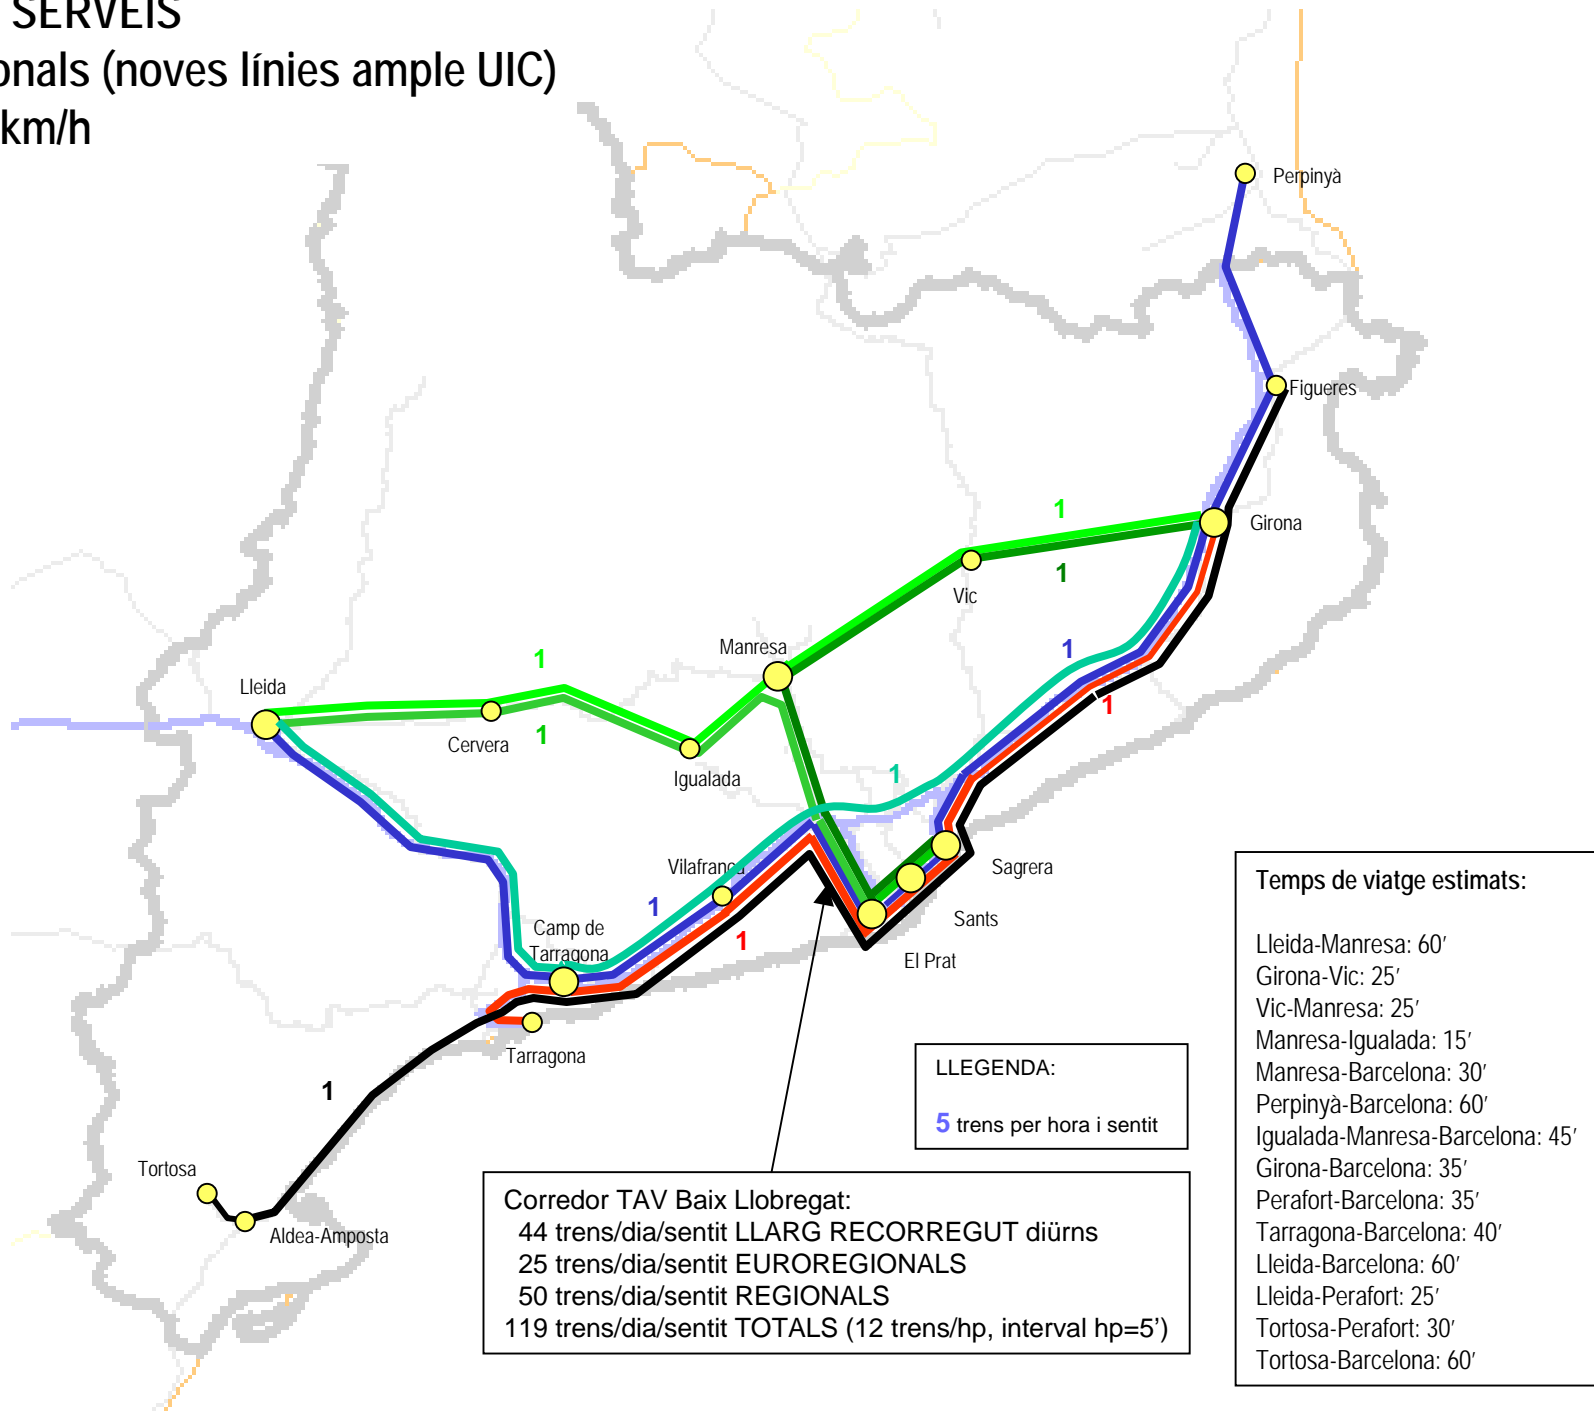 SERVEIS
onals (noves línies ample UIC)
km/h
Perpinyà
Figueres
1
Girona
1
Vic
Manresa
1
1
Lleida
1
Cervera
1
Igualada
1
Vilafranca
Sagrera
1
Camp de
Tarragona
1
Sants
El Prat
Tarragona
1
Tortosa
Aldea-Amposta
LLEGENDA:
5 trens per hora i sentit
Corredor TAV Baix Llobregat:
44 trens/dia/sentit LLARG RECORREGUT diürns
25 trens/dia/sentit EUROREGIONALS
50 trens/dia/sentit REGIONALS
119 trens/dia/sentit TOTALS (12 trens/hp, interval hp=5')
Temps de viatge estimats:
Lleida-Manresa: 60'
Girona-Vic: 25'
Vic-Manresa: 25'
Manresa-Igualada: 15'
Manresa-Barcelona: 30'
Perpinyà-Barcelona: 60'
Igualada-Manresa-Barcelona: 45'
Girona-Barcelona: 35'
Perafort-Barcelona: 35'
Tarragona-Barcelona: 40'
Lleida-Barcelona: 60'
Lleida-Perafort: 25'
Tortosa-Perafort: 30'
Tortosa-Barcelona: 60'